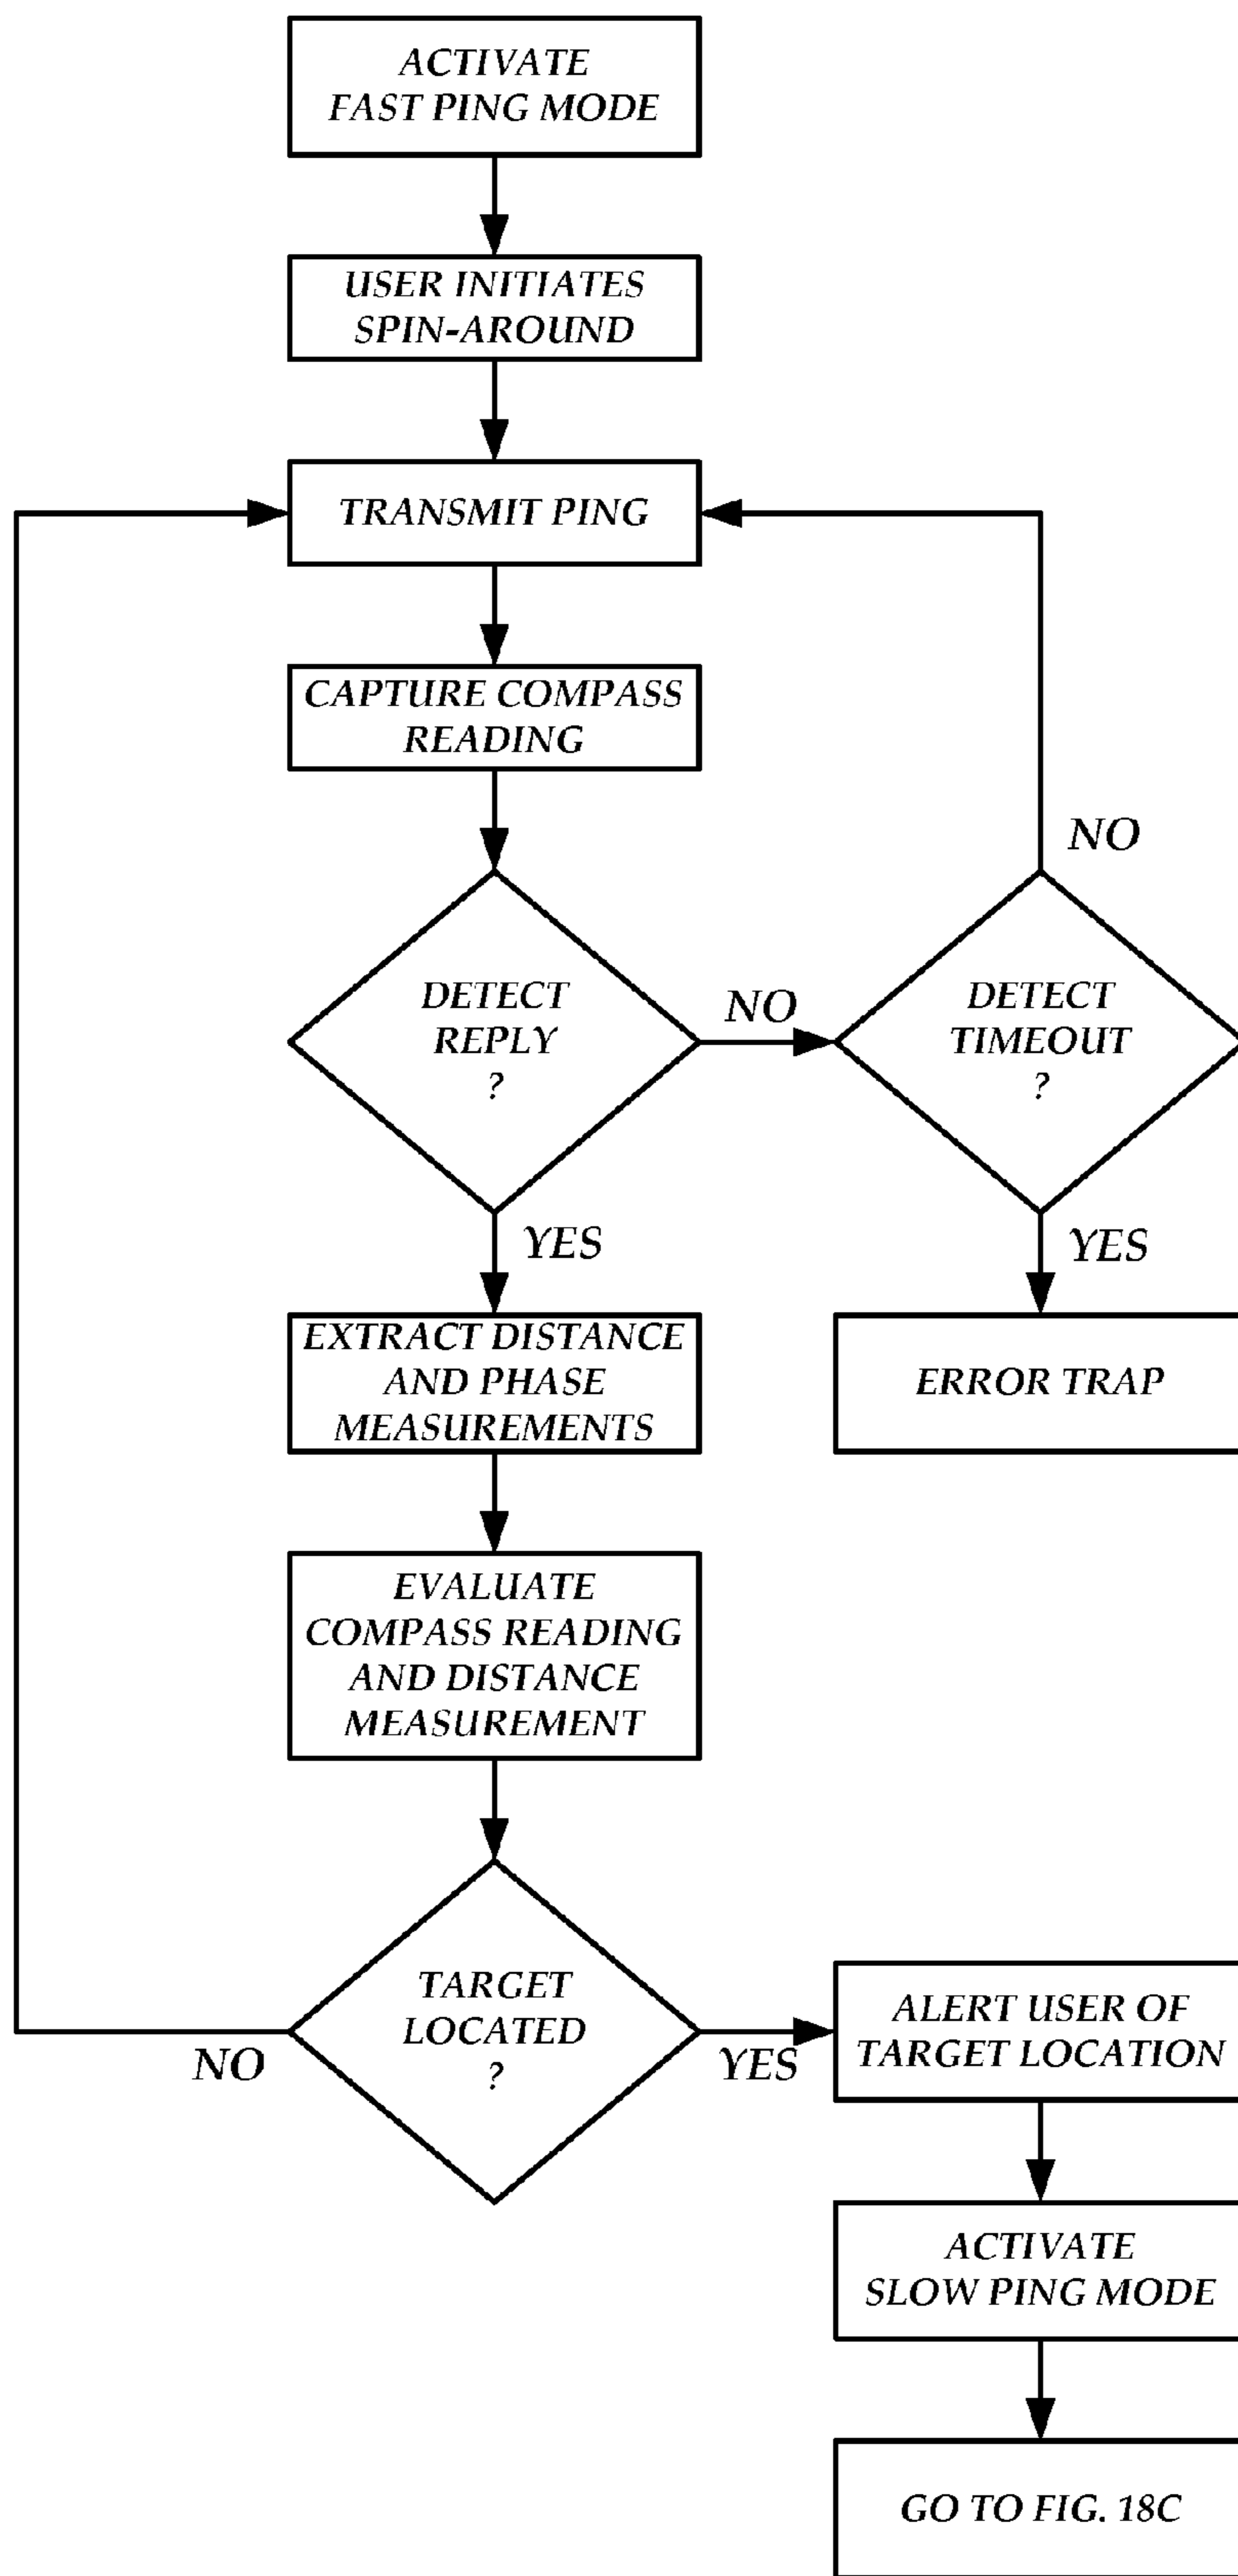 ACTIVATE
FAST PING MODE
USER INITIATES
SPIN-AROUND
TRANSMIT PING
CAPTURE COMPASS
READING
DETECT
REPLY
?
NO
DETECT
TIMEOUT
?
NO
YES
YES
EXTRACT DISTANCE
AND PHASE
MEASUREMENTS
ERROR TRAP
EVALUATE
COMPASS READING
AND DISTANCE
MEASUREMENT
TARGET
LOCATED
?
NO
YES
ALERT USER OF
TARGET LOCATION
ACTIVATE
SLOW PING MODE
GO TO FIG. 18C